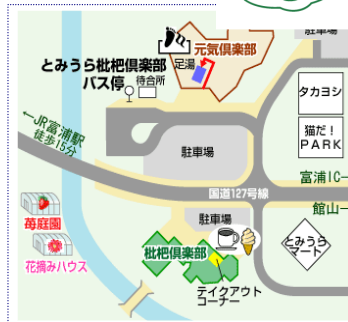 駐車場
元気倶楽部
足湯
とみうら枇杷倶楽部
バス停
待合所
タカヨシ
←JR富浦駅
徒歩15分
駐車場
猫だ！
PARK
富浦IC
国道127号線
館山
苺庭園
駐車場
とみうら
マート
枇杷倶楽部
花摘みハウス
テイクアウト
コーナー